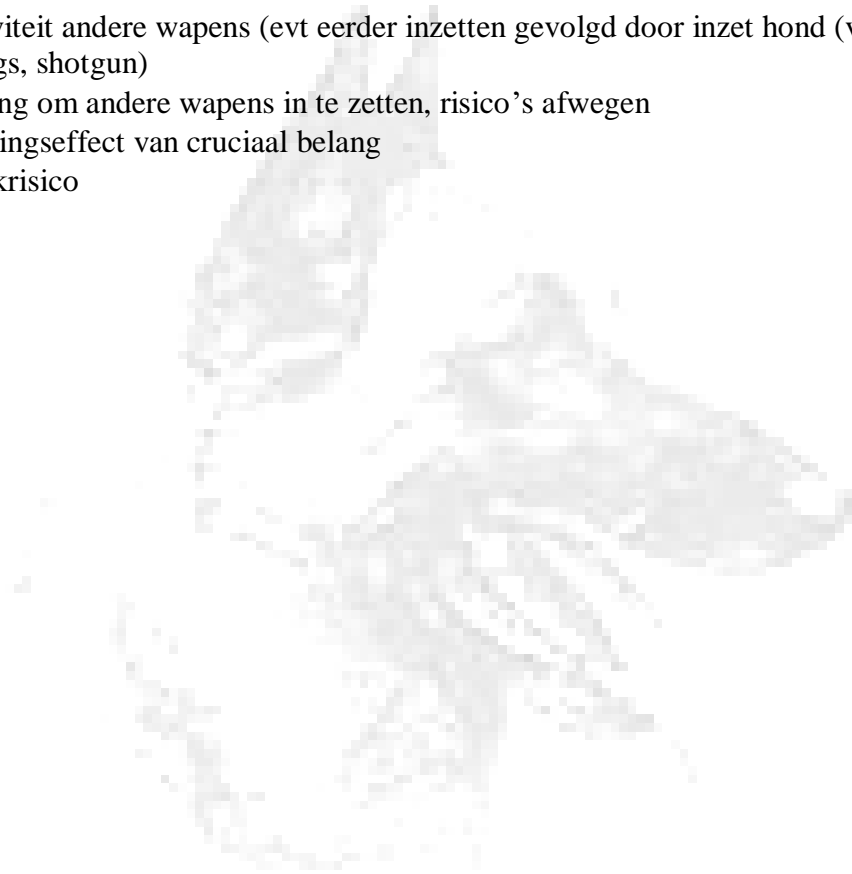 viteit andere wapens (evt eerder inzetten gevolgd door inzet hond (v
gs, shotgun)
ng om andere wapens in te zetten, risico’s afwegen
ingseffect van cruciaal belang
krisico